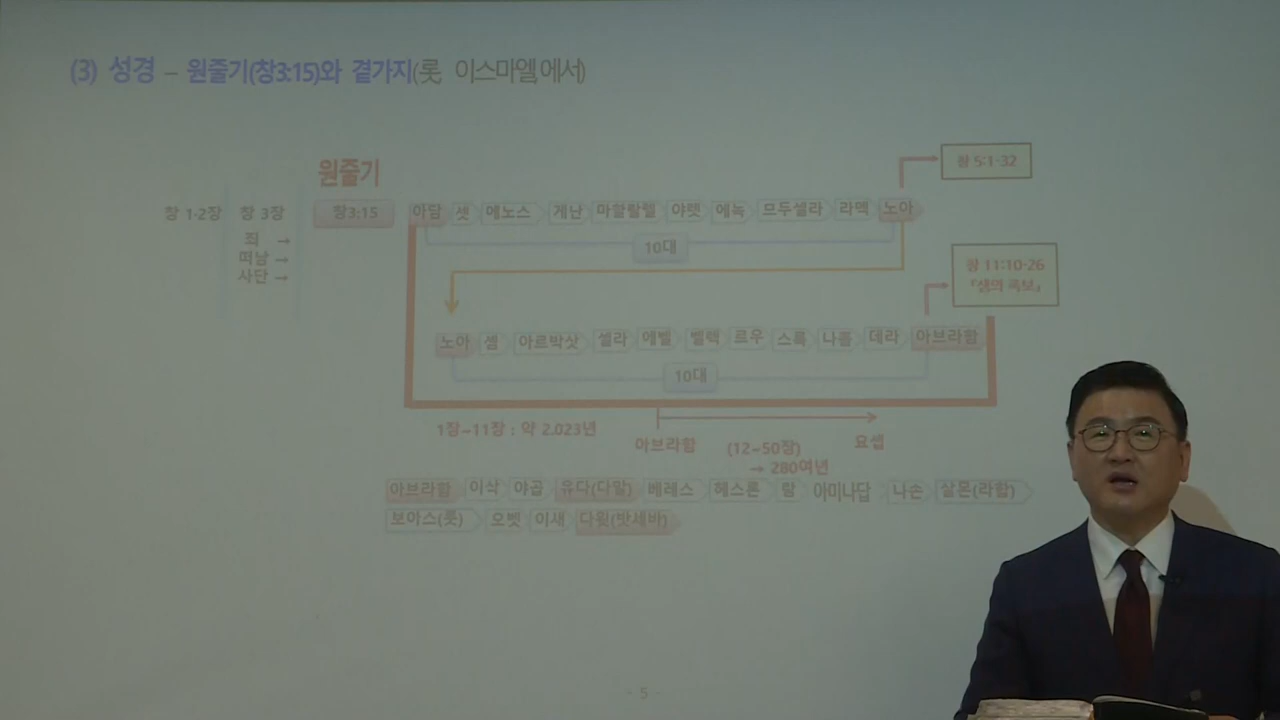 (3) 성경 – 원줄기(창3:15)와 곁가지(롯, 이스마엘,에서)
원줄기
창 5:1-32
창 1-2장 창 3장 창3:15 아담 셋 에노스 게난 마할랄렐 야렛 에녹 므두셀라 라멕 노아
죄 →
떠남 →
사단 →
10대
창 11:10-26
『셈의 족보』
노아 셈 아르박삿 셀라 에벨 벨렉 르우 스룩 나홀 데라 아브라함
10대
1장~11장 : 약 2,023년
아브라함 (12~50장) 요셉
→ 280여년
아브라함 이삭 야곱 유다(다말) 베레스 헤스론 람 아미나답 나손 살몬(라합)
보아스(룻) 오벳 이새 다윗(밧세바)
- 5 -